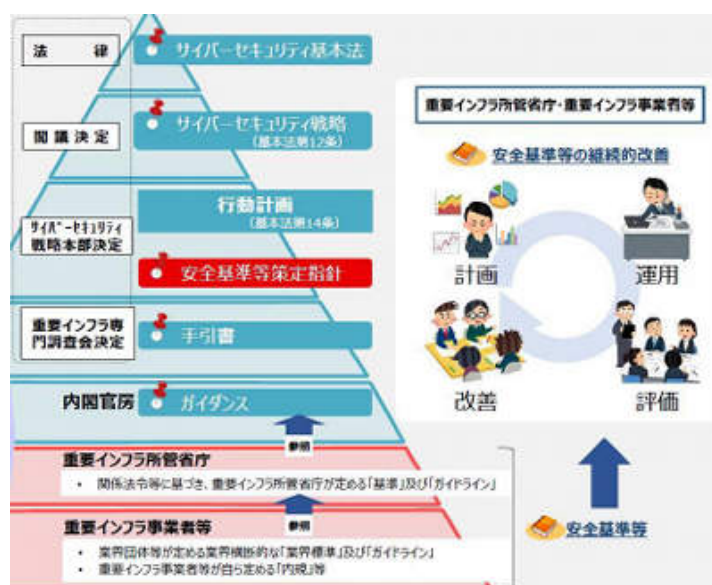 法　律
サイバーセキュリティ基本法
閣議決定
サイバーセキュリティ戦略
(基本法第12条)
行動計画
(基本法第14条)
サイバーセキュリティ
戦略本部決定
安全基準等策定指針
重要インフラ専
門調査会決定
手引書
内閣官房
ガイダンス
参照
重要インフラ所管省庁
・ 関係法令等に基づき、重要インフラ所管省庁が定める「基準」及び「ガイドライン」
重要インフラ事業者等
参照
・ 業界団体等が定める業界横断的な「業界標準」及び「ガイドライン」
・ 重要インフラ事業者等が自ら定める「内規」等
重要インフラ所管省庁・重要インフラ事業者等
安全基準等の継続的改善
計画
運用
改善
評価
安全基準等